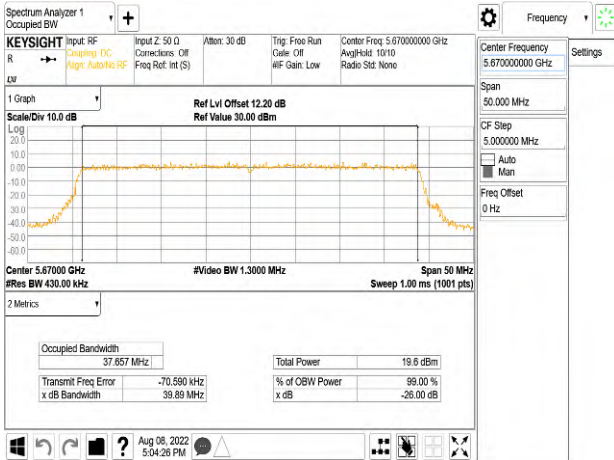 Spectrum Analyzer 1
Occupied BW
Frequency
KEYSIGHT
R
Input: RF
Coupling: DC
Align: Auto/No RF
Input Z: 50 Ω
Corrections: Off
Freq Ref: Int (S)
Atten: 30 dB
Trig: Free Run
Gate: Off
#IF Gain: Low
Center Freq: 5.670000000 GHz
Avg|Hold: 10/10
Radio Std: None
Center Frequency
5.670000000 GHz
Settings
Span
50.000 MHz
CF Step
5.000000 MHz
Auto
Man
Freq Offset
0 Hz
1 Graph
Scale/Div 10.0 dB
Ref Lvl Offset 12.20 dB
Ref Value 30.00 dBm
Log
20.0
10.0
0.00
-10.0
-20.0
-30.0
-40.0
-50.0
-60.0
Center 5.67000 GHz
#Res BW 430.00 kHz
#Video BW 1.3000 MHz
Span 50 MHz
Sweep 1.00 ms (1001 pts)
2 Metrics
Occupied Bandwidth
37.657 MHz
Total Power 19.6 dBm
Transmit Freq Error -70.590 kHz
% of OBW Power 99.00 %
x dB Bandwidth 39.89 MHz
x dB -26.00 dB
?
Aug 08, 2022
5:04:26 PM